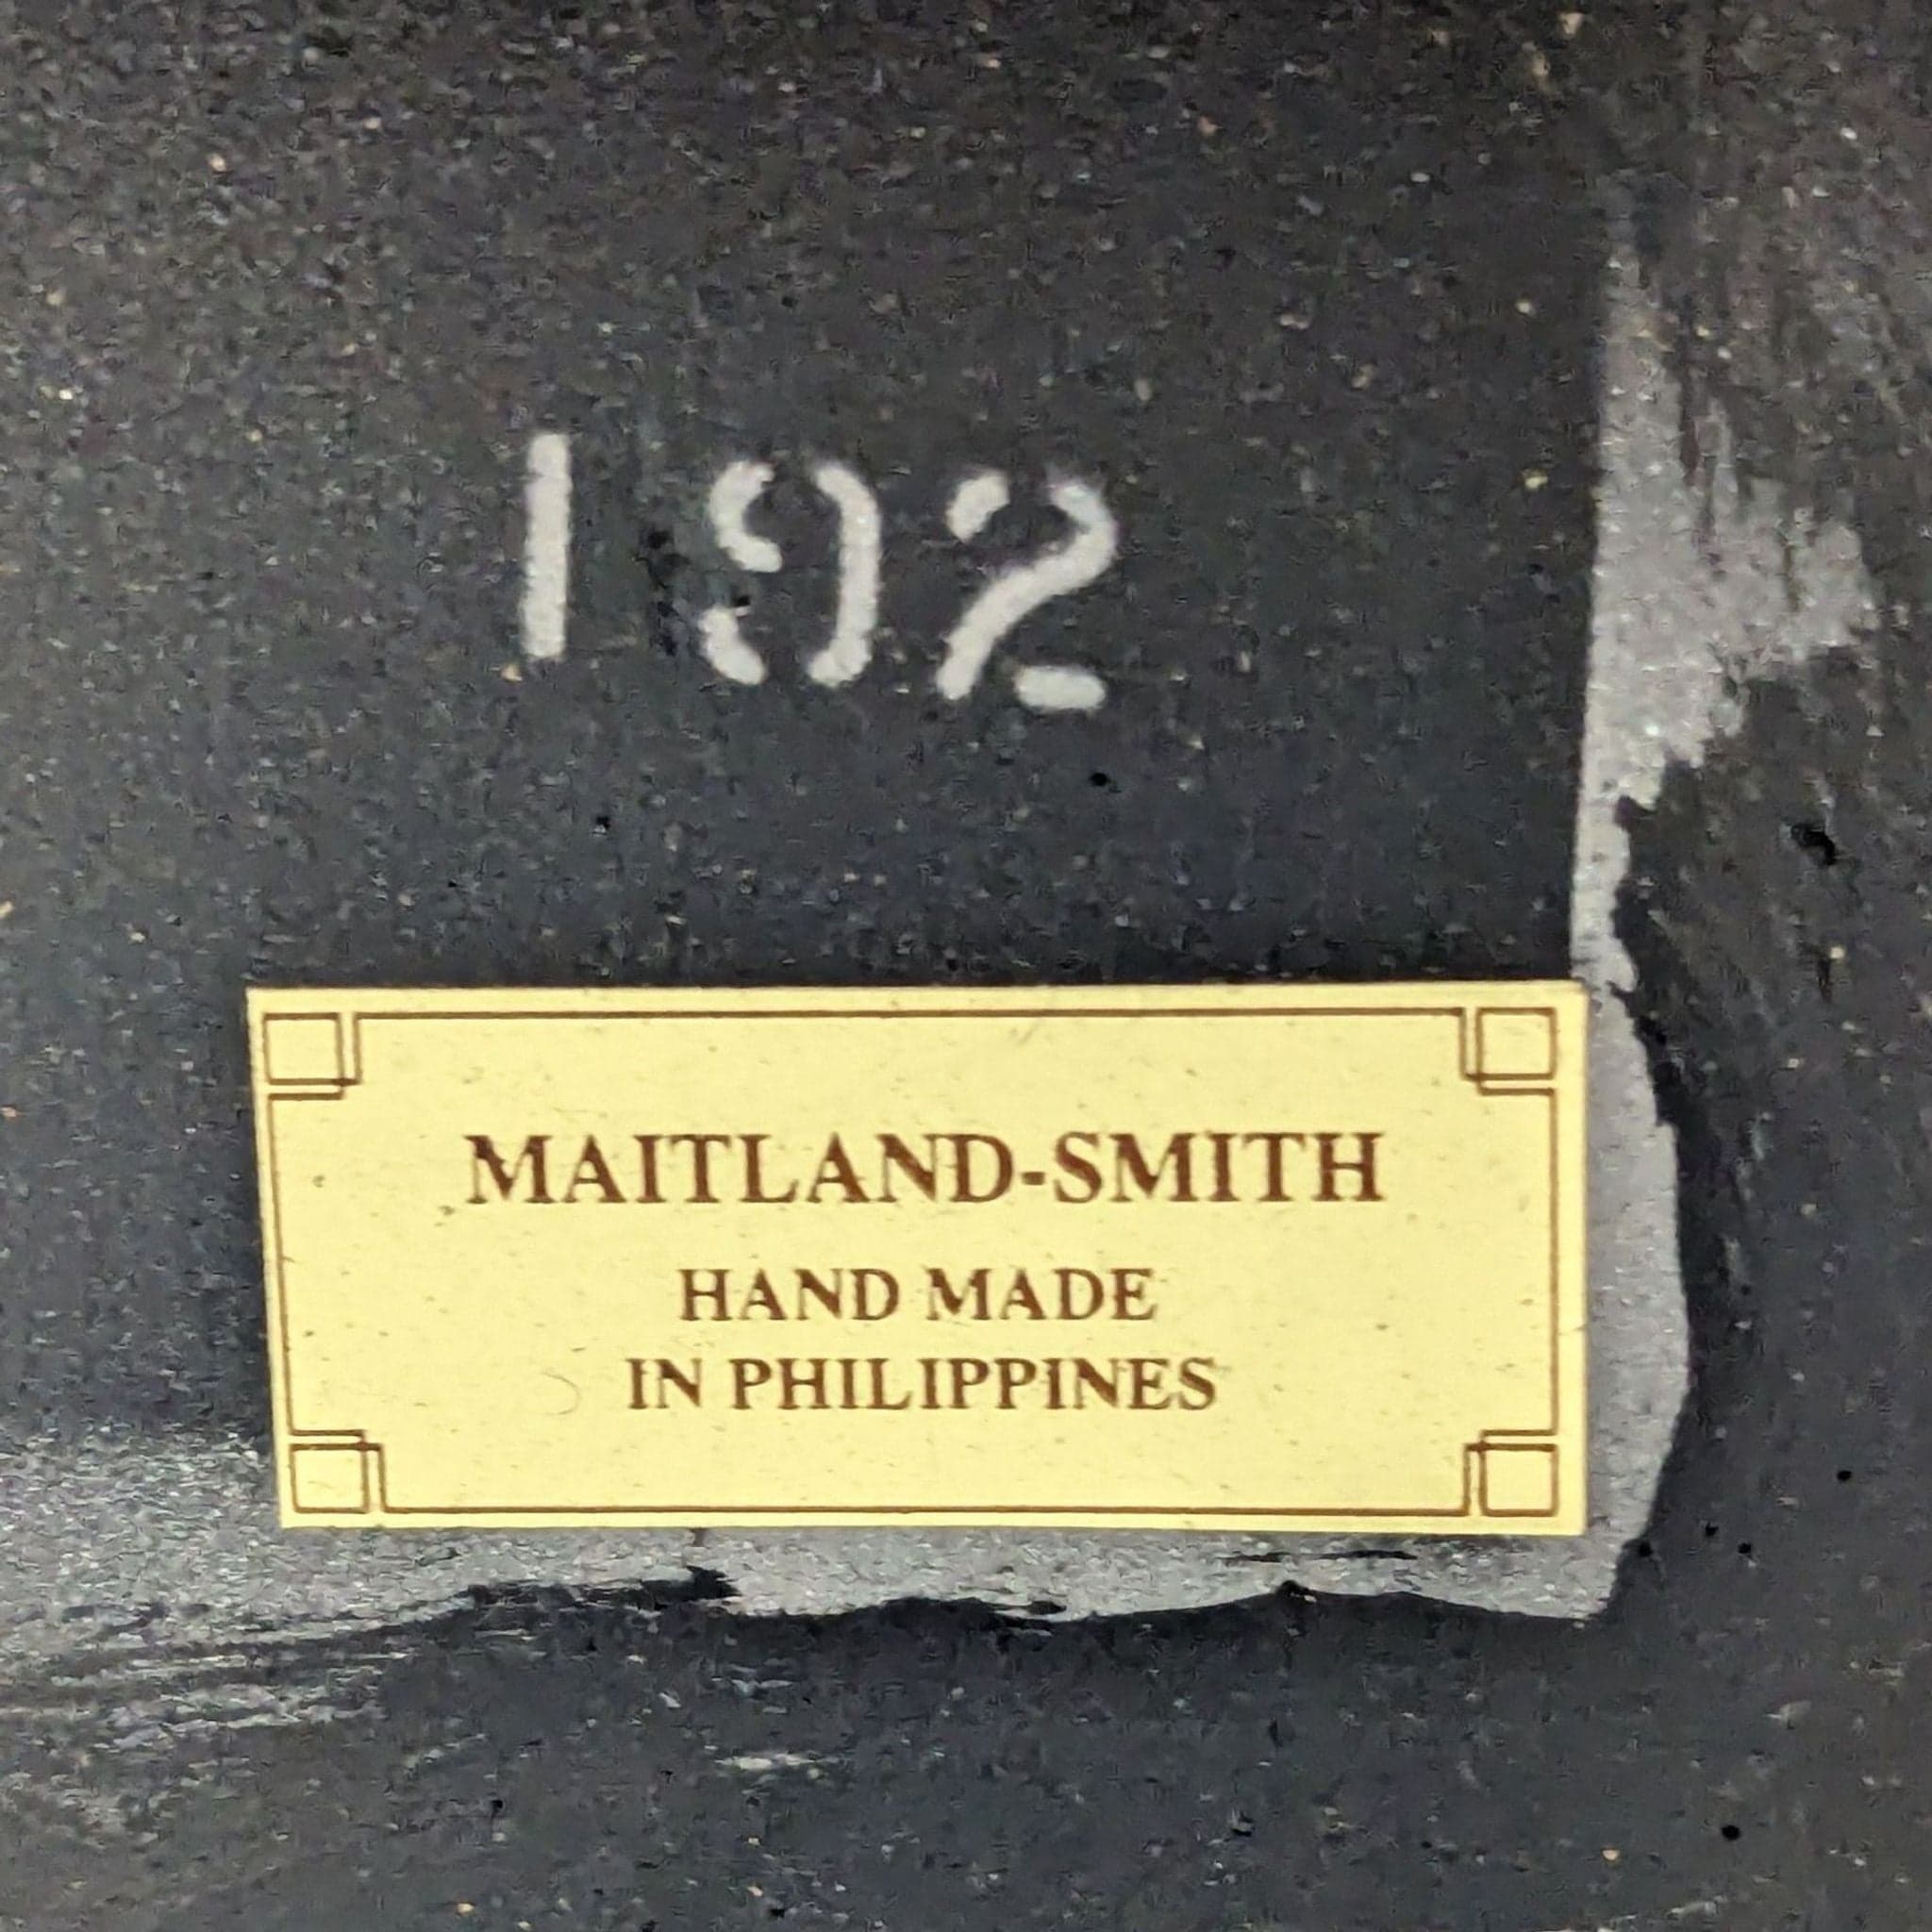 192
MAITLAND-SMITH
HAND MADE
IN PHILIPPINES